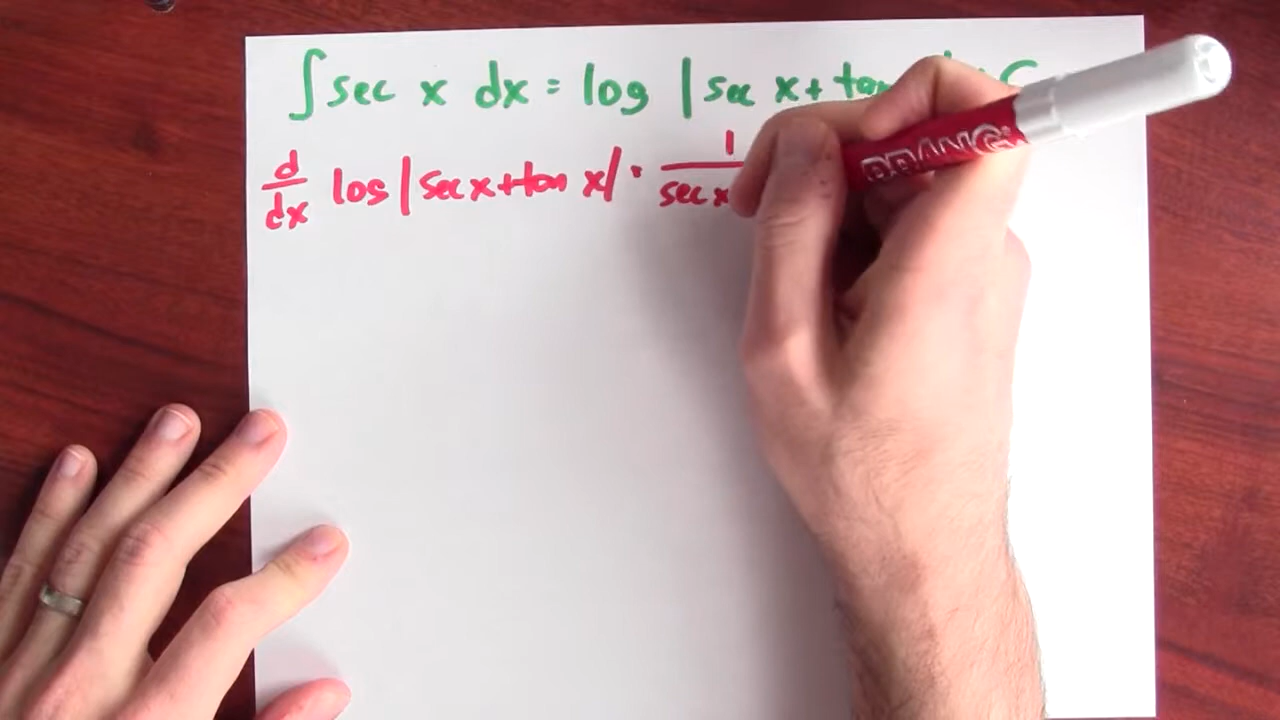 ∫ sec x dx = log |sec x + tan C
d/dx log |sec x + tan x| = 1/sec x